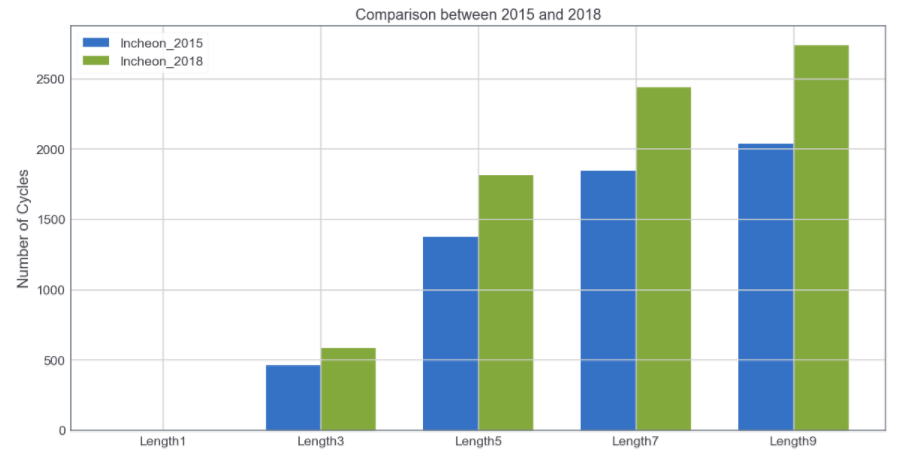 Comparison between 2015 and 2018
Incheon_2015
Incheon_2018
Number of Cycles
2500
2000
1500
1000
500
0
Length1 Length3 Length5 Length7 Length9